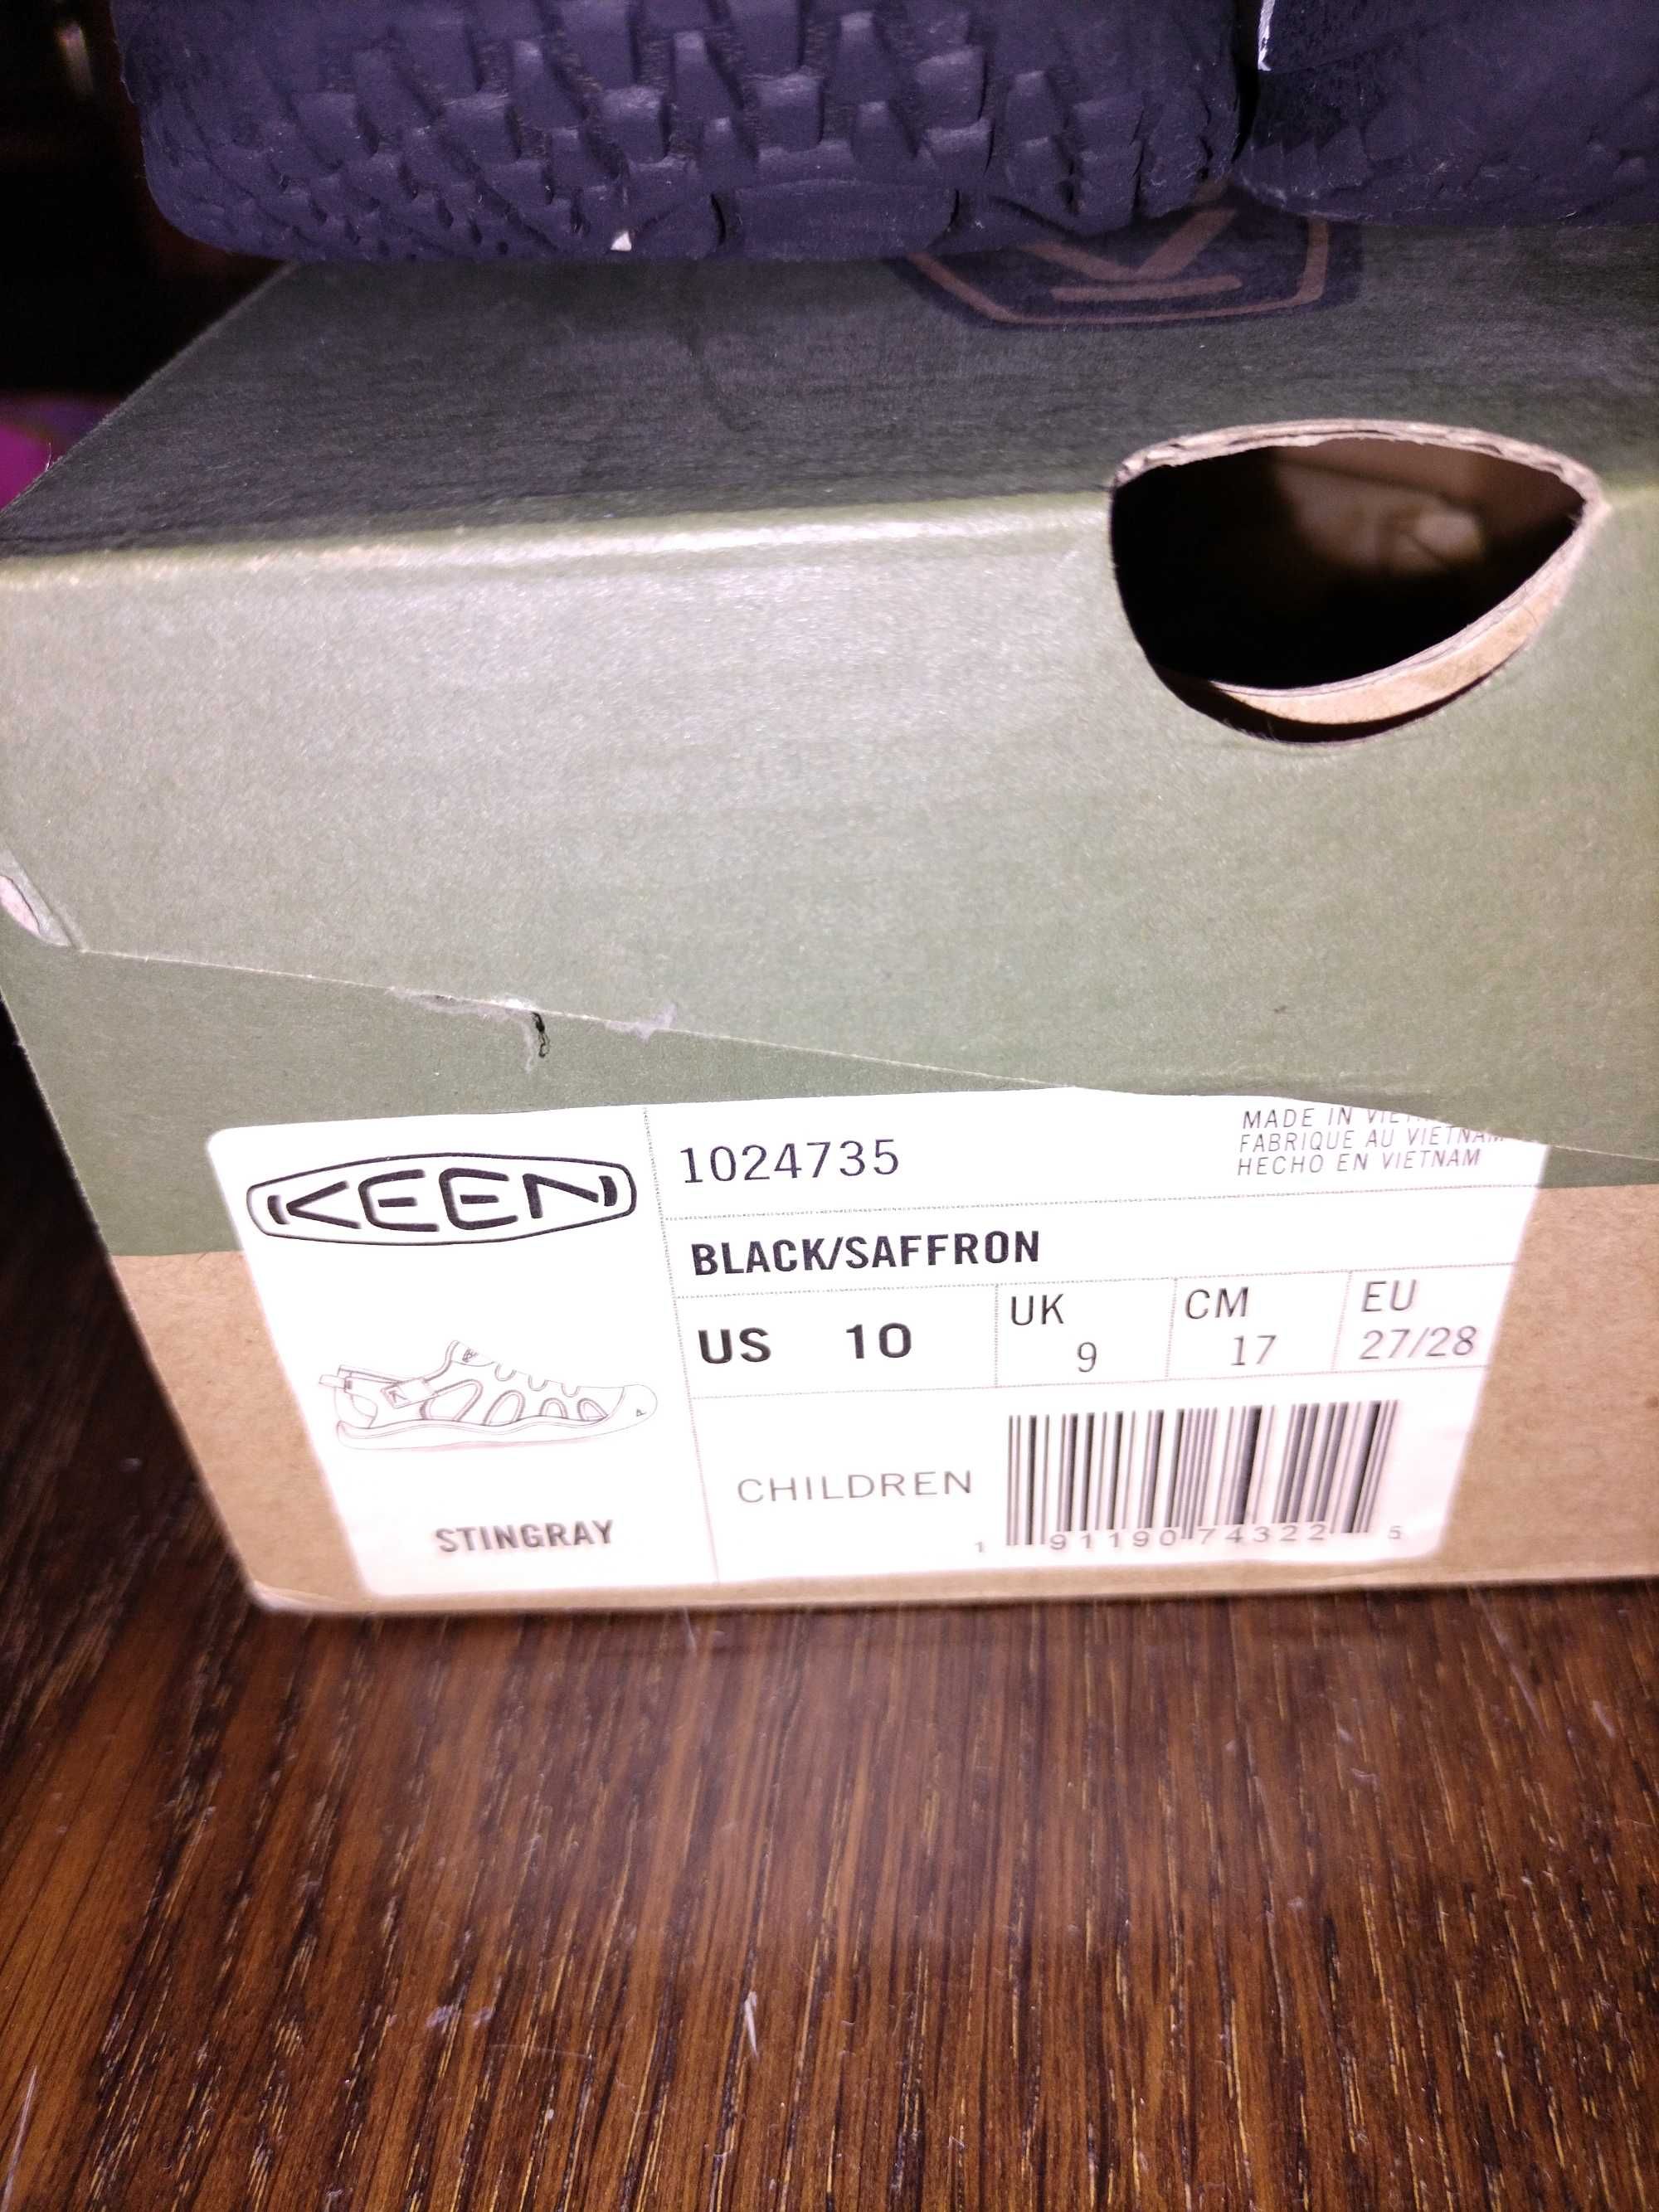 KEEN
1024735
MADE IN
FABRIQUE AU VIETNAM
HECHO EN VIETNAM
BLACK/SAFFRON
US 10
UK 9
CM 17
EU 27/28
CHILDREN
STINGRAY
1 91190 74322 5